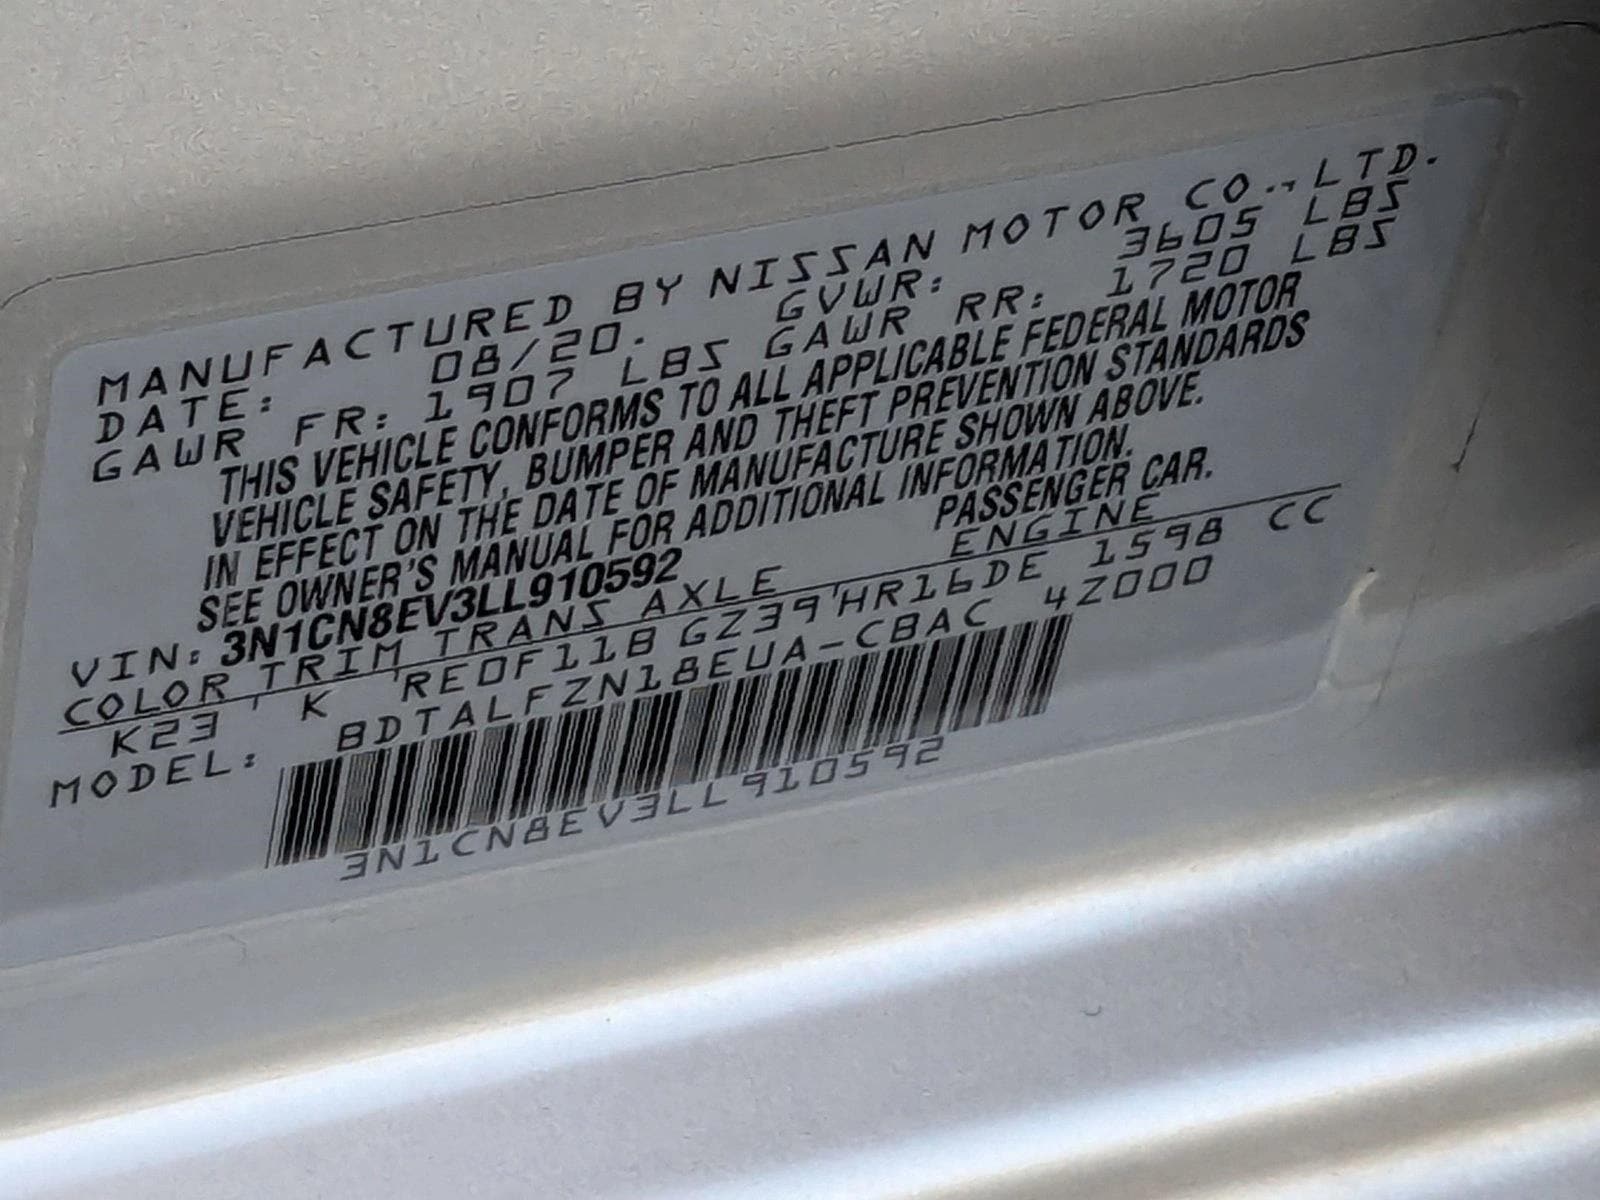 MANUFACTURED BY NISSAN MOTOR CO., LTD.
DATE: 08/20. GVWR: 3605 LBS
GAWR FR: 1907 LBS GAWR RR: 1720 LBS
THIS VEHICLE CONFORMS TO ALL APPLICABLE FEDERAL MOTOR
VEHICLE SAFETY, BUMPER AND THEFT PREVENTION STANDARDS
IN EFFECT ON THE DATE OF MANUFACTURE SHOWN ABOVE.
SEE OWNER'S MANUAL FOR ADDITIONAL INFORMATION.
VIN: 3N1CN8EV3LL910592 PASSENGER CAR.
COLOR TRIM TRANS AXLE ENGINE
K23 K RE0F11B GZ39 HR16DE 1598 CC
MODEL: BDTALFZN18EUA-CBAC 4Z000
3N1CN8EV3LL910592